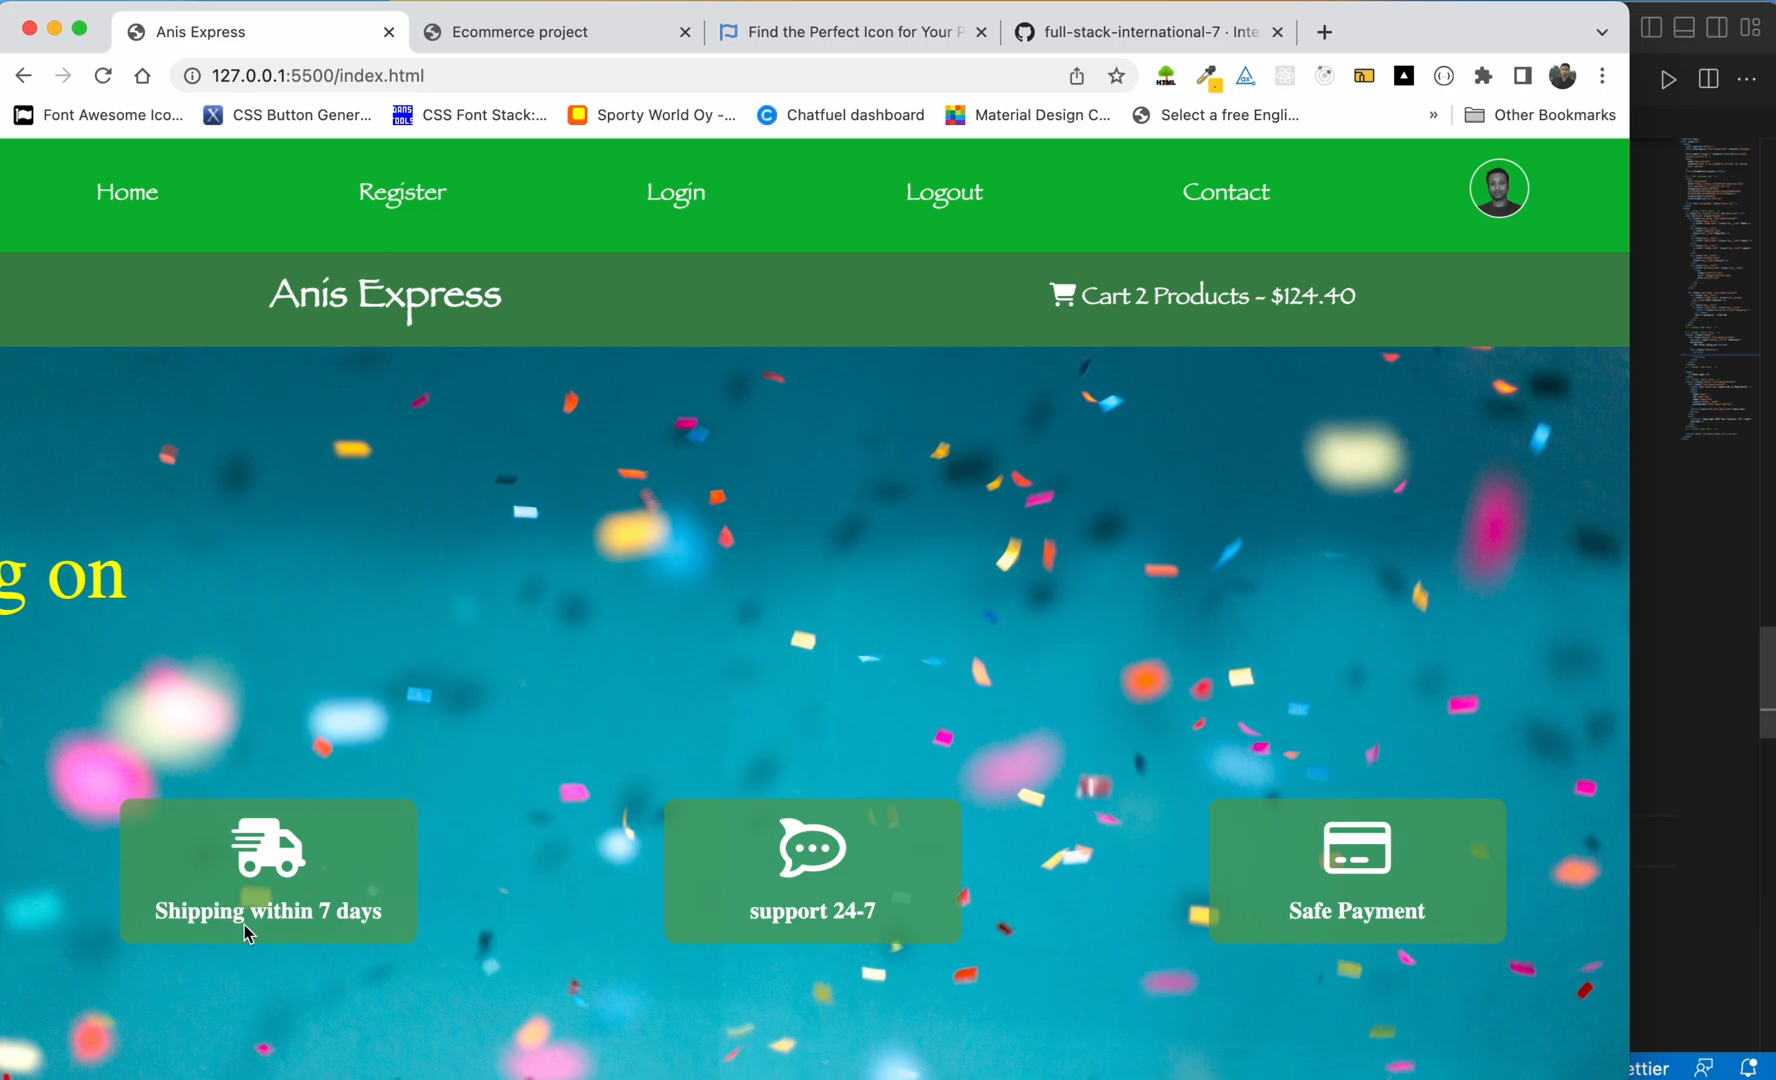 Anis Express
Ecommerce project
Find the Perfect Icon for Your P
full-stack-international-7 · Inte
127.0.0.1:5500/index.html
Font Awesome Ico...
CSS Button Gener...
CSS Font Stack:...
Sporty World Oy -...
Chatfuel dashboard
Material Design C...
Select a free Engli...
»
Other Bookmarks
Home
Register
Login
Logout
Contact
Anis Express
Cart 2 Products - $124.40
g on
Shipping within 7 days
support 24-7
Safe Payment
ettier